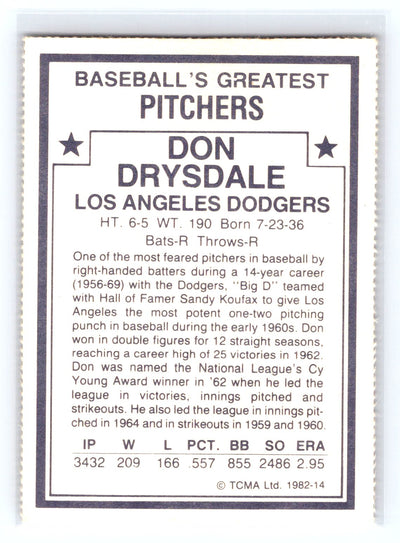 BASEBALL'S GREATEST
PITCHERS
DON
DRYSDALE
LOS ANGELES DODGERS
HT. 6-5 WT. 190 Born 7-23-36
Bats-R Throws-R
One of the most feared pitchers in baseball by
right-handed batters during a 14-year career
(1956-69) with the Dodgers, "Big D" teamed
with Hall of Famer Sandy Koufax to give Los
Angeles the most potent one-two pitching
punch in baseball during the early 1960s. Don
won in double figures for 12 straight seasons,
reaching a career high of 25 victories in 1962.
Don was named the National League's Cy
Young Award winner in '62 when he led the
league in victories, innings pitched and
strikeouts. He also led the league in innings pit-
ched in 1964 and in strikeouts in 1959 and 1960.
IP W L PCT. BB SO ERA
3432 209 166 .557 855 2486 2.95
© TCMA Ltd. 1982-14